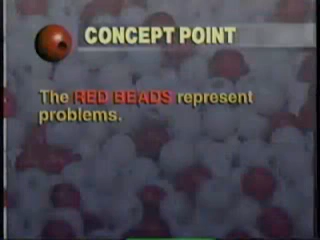 CONCEPT POINT
The RED BEADS represent
problems.